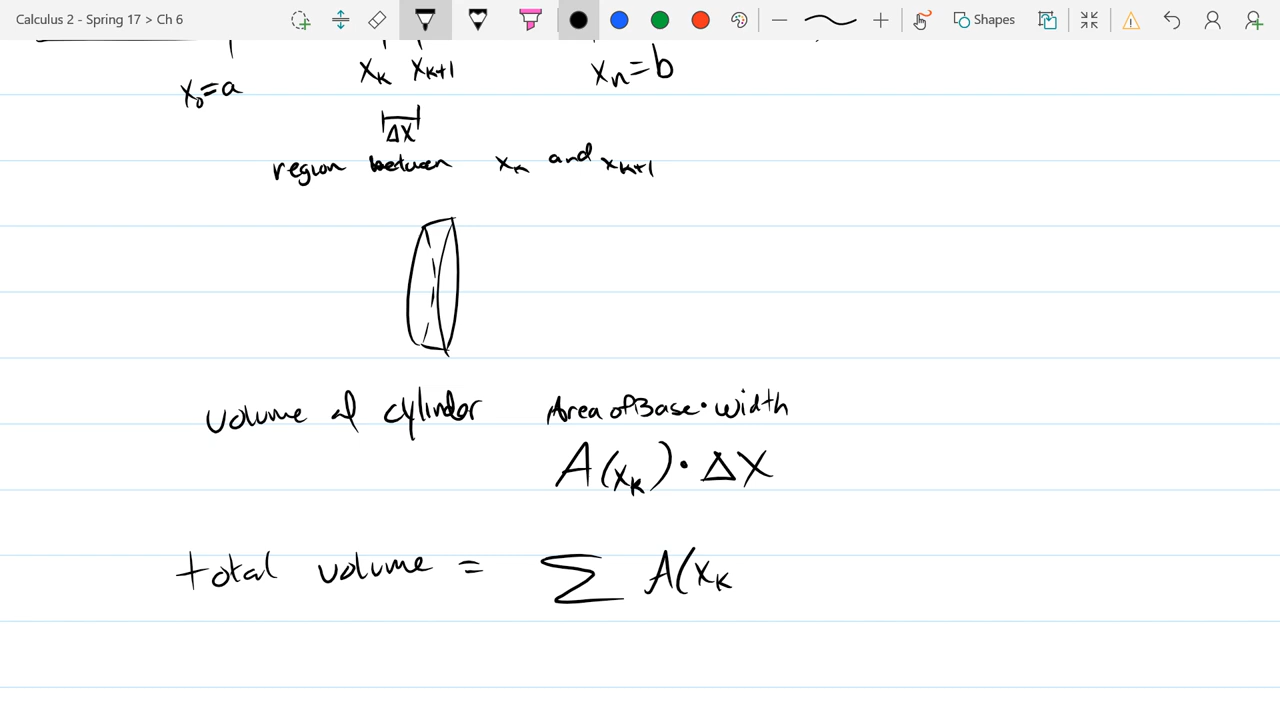 Calculus 2 - Spring 17 > Ch 6
Shapes
x₀=a
xₖ xₖ₊₁
xₙ=b
Δx
region between xₖ and xₖ₊₁
volume of cylinder Area of Base · width
A(xₖ) · Δx
total volume = Σ A(xₖ